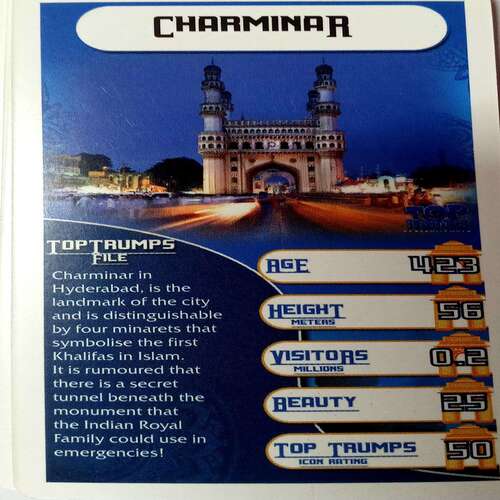 CHARMINAR
TOP
TOPTRUMPS
FILE
Charminar in
Hyderabad, is the
landmark of the city
and is distinguishable
by four minarets that
symbolise the first
Khalifas in Islam.
It is rumoured that
there is a secret
tunnel beneath the
monument that
the Indian Royal
Family could use in
emergencies!
AGE 423
HEIGHT 56
METERS
VISITORS 0.2
MILLIONS
BEAUTY 25
TOP TRUMPS 50
ICON RATING